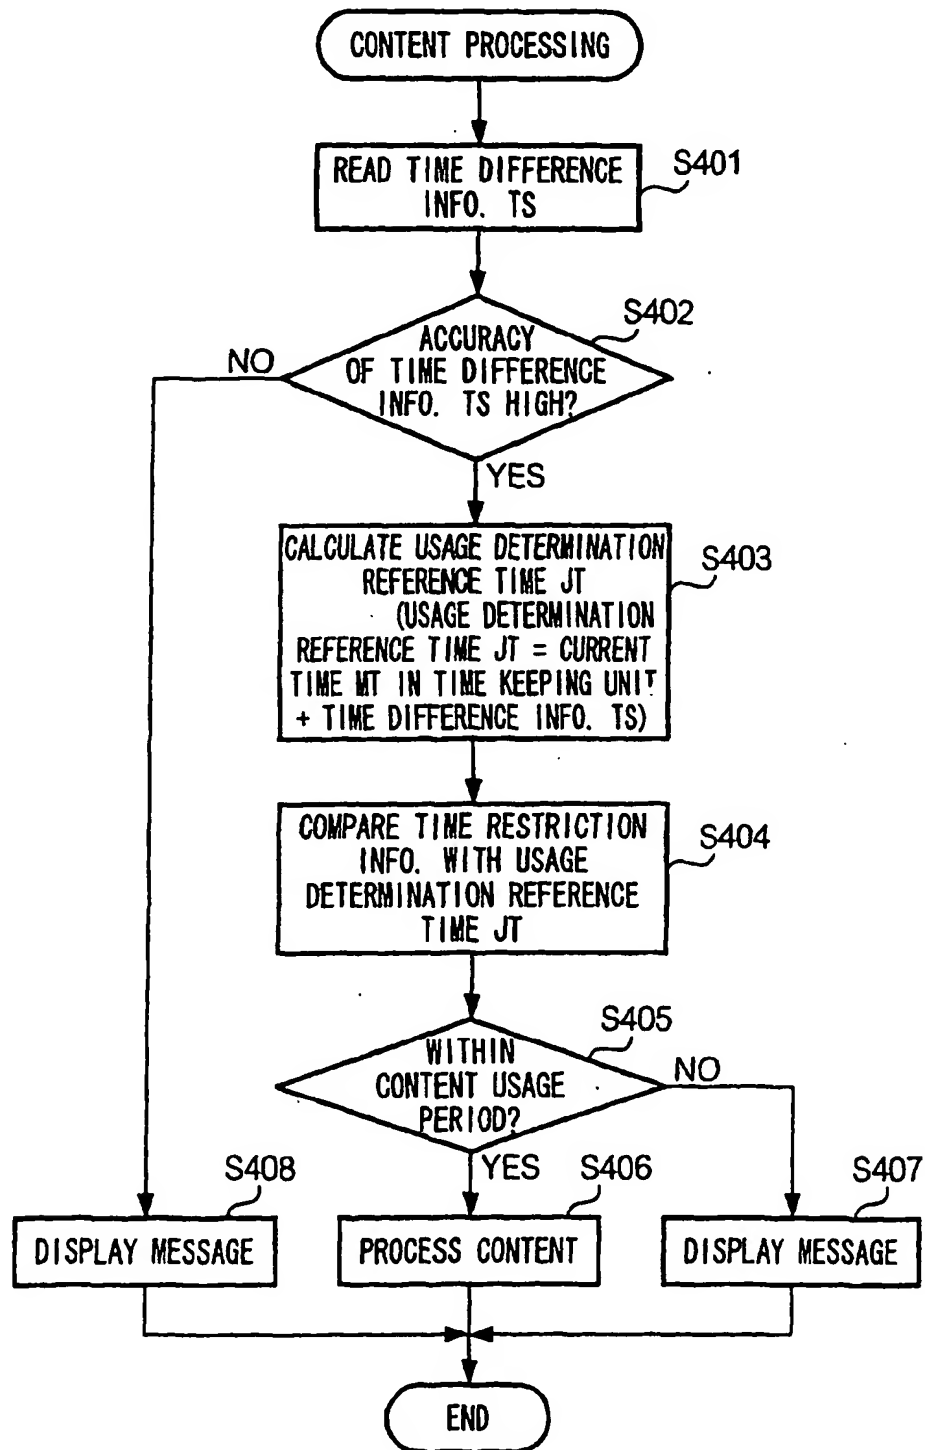 CONTENT PROCESSING
READ TIME DIFFERENCE
INFO. TS
S401
ACCURACY
OF TIME DIFFERENCE
INFO. TS HIGH?
S402
NO
YES
CALCULATE USAGE DETERMINATION
REFERENCE TIME JT
(USAGE DETERMINATION
REFERENCE TIME JT = CURRENT
TIME MT IN TIME KEEPING UNIT
+ TIME DIFFERENCE INFO. TS)
S403
COMPARE TIME RESTRICTION
INFO. WITH USAGE
DETERMINATION REFERENCE
TIME JT
S404
WITHIN
CONTENT USAGE
PERIOD?
S405
NO
YES
S408
DISPLAY MESSAGE
S406
PROCESS CONTENT
S407
DISPLAY MESSAGE
END